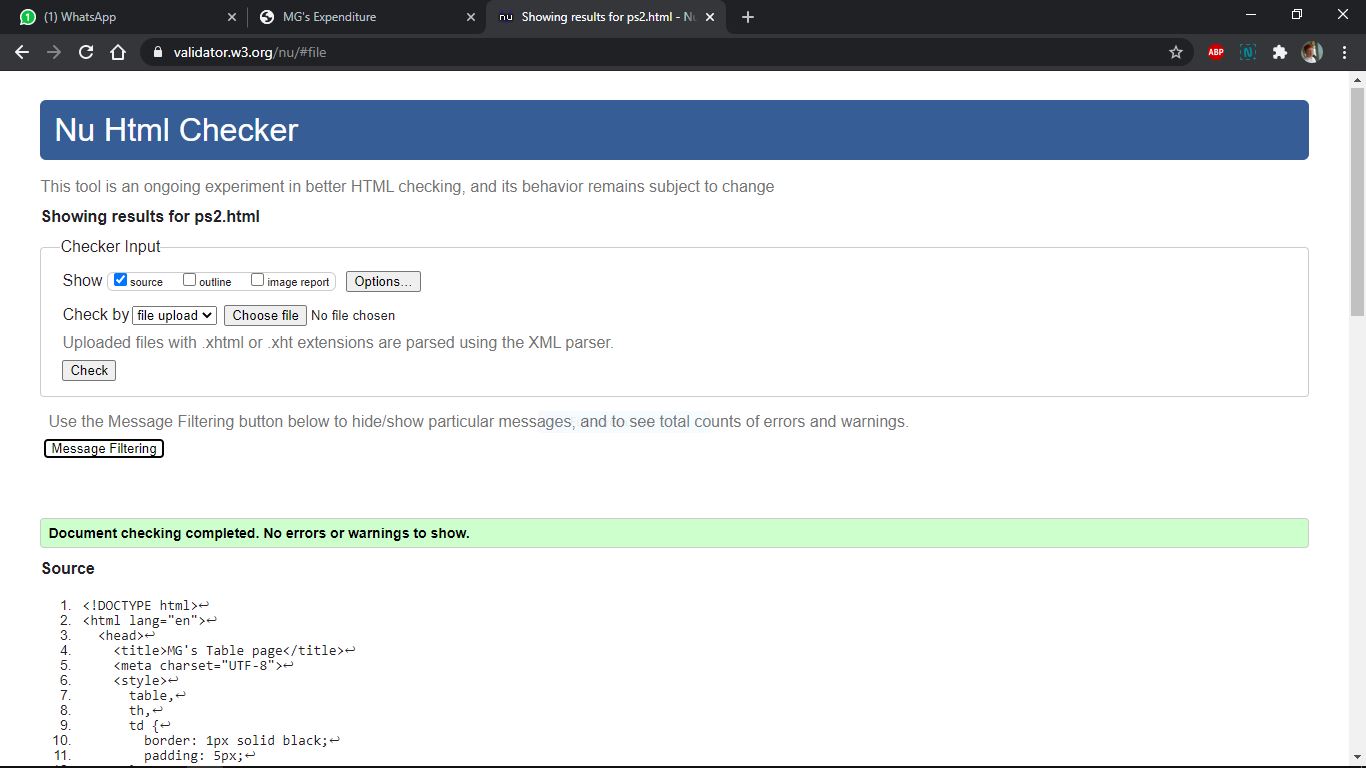 (1) WhatsApp
MG's Expenditure
nu Showing results for ps2.html - Nu
validator.w3.org/nu/#file
ABP
N
Nu Html Checker
This tool is an ongoing experiment in better HTML checking, and its behavior remains subject to change
Showing results for ps2.html
Checker Input
Show source outline image report Options...
Check by file upload Choose file No file chosen
Uploaded files with .xhtml or .xht extensions are parsed using the XML parser.
Check
Use the Message Filtering button below to hide/show particular messages, and to see total counts of errors and warnings.
Message Filtering
Document checking completed. No errors or warnings to show.
Source
1. <!DOCTYPE html>↩
2. <html lang="en">↩
3. <head>↩
4. <title>MG's Table page</title>↩
5. <meta charset="UTF-8">↩
6. <style>↩
7. table,↩
8. th,↩
9. td {↩
10. border: 1px solid black;↩
11. padding: 5px;↩